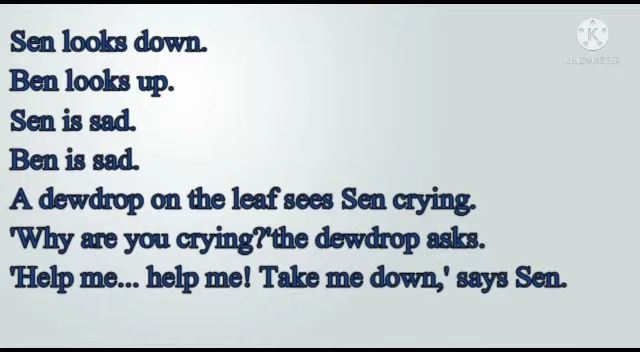 Sen looks down.
Ben looks up.
Sen is sad.
Ben is sad.
A dewdrop on the leaf sees Sen crying.
'Why are you crying?'the dewdrop asks.
'Help me... help me! Take me down,' says Sen.
K
KINEMASTER